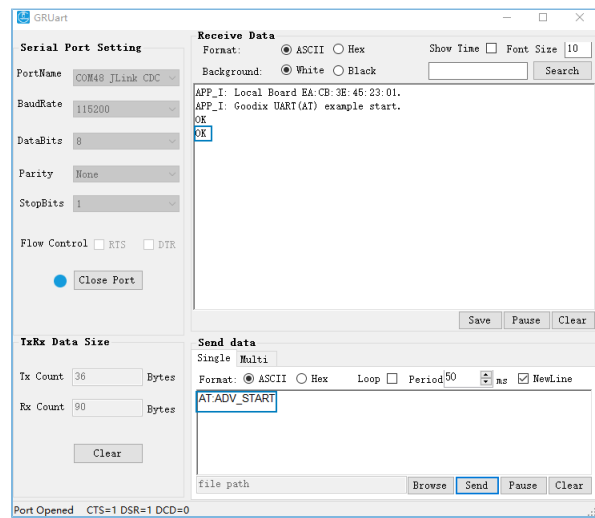 GRUart
Serial Port Setting
PortName COM48 JLink CDC
BaudRate 115200
DataBits 8
Parity None
StopBits 1
Flow Control RTS DTR
Close Port
TxRx Data Size
Tx Count 36 Bytes
Rx Count 90 Bytes
Clear
Receive Data
Format: ASCII Hex Show Time Font Size 10
Background: White Black Search
APP_I: Local Board EA:CB:3E:45:23:01.
APP_I: Goodix UART(AT) example start.
OK
OK
Save Pause Clear
Send data
Single Multi
Format: ASCII Hex Loop Period 50 ms NewLine
AT:ADV_START
file path Browse Send Pause Clear
Port Opened CTS=1 DSR=1 DCD=0